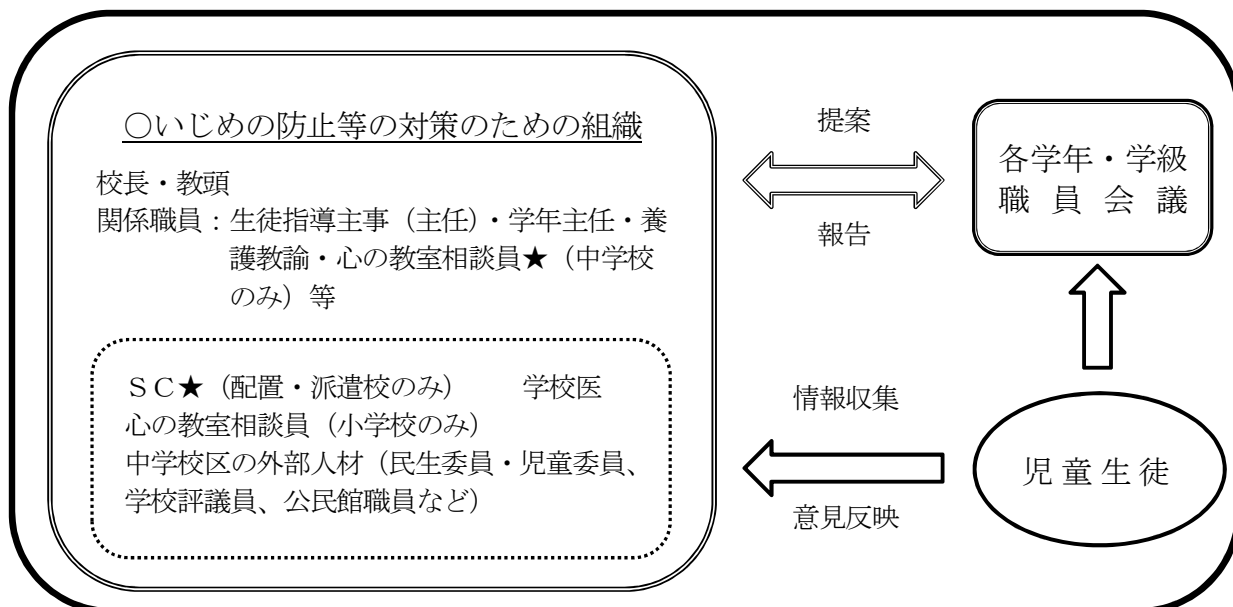 ○いじめの防止等の対策のための組織
校長・教頭
関係職員：生徒指導主事（主任）・学年主任・養
護教諭・心の教室相談員★（中学校
のみ）等
ＳＣ★（配置・派遣校のみ）　　学校医
心の教室相談員（小学校のみ）
中学校区の外部人材（民生委員・児童委員、
学校評議員、公民館職員など）
提案
報告
各学年・学級
職員会議
情報収集
意見反映
児童生徒